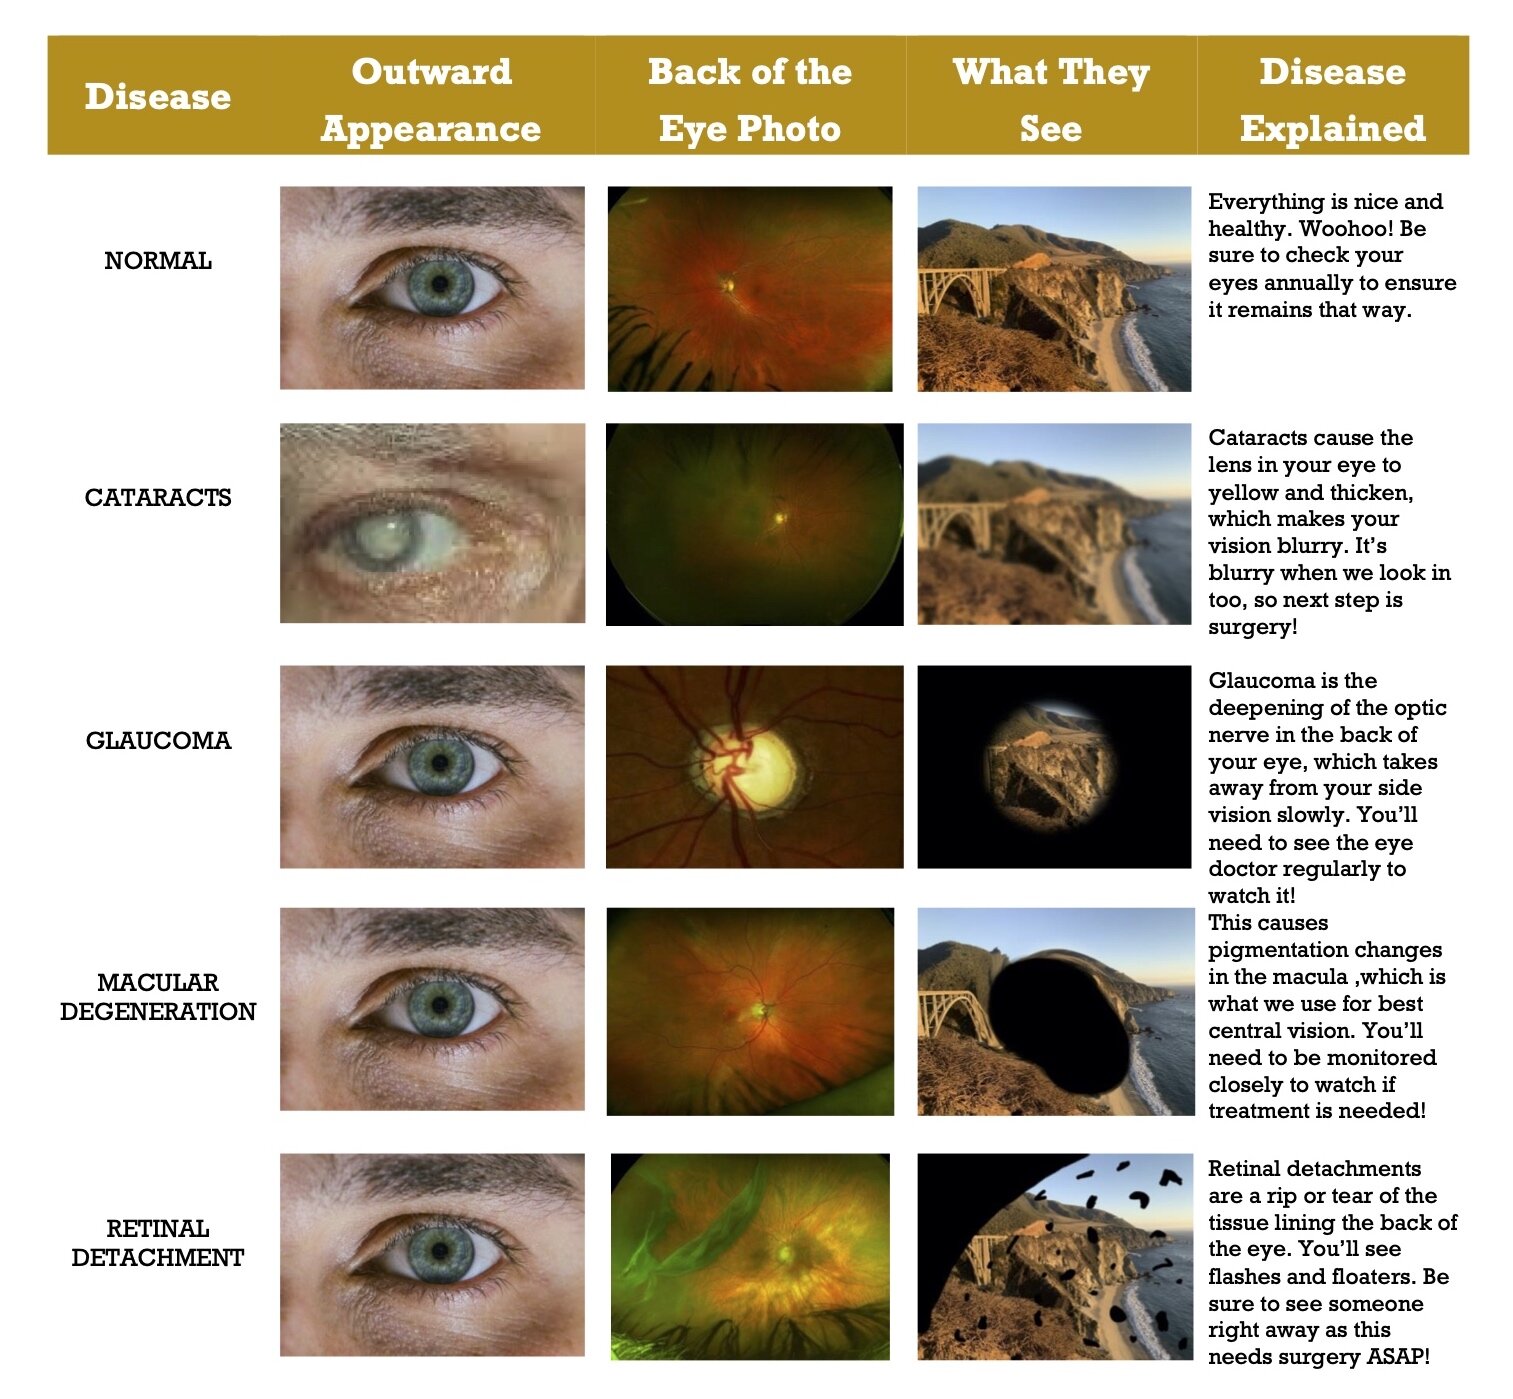 Disease
Outward
Appearance
Back of the
Eye Photo
What They
See
Disease
Explained
NORMAL
Everything is nice and
healthy. Woohoo! Be
sure to check your
eyes annually to ensure
it remains that way.
CATARACTS
Cataracts cause the
lens in your eye to
yellow and thicken,
which makes your
vision blurry. It’s
blurry when we look in
too, so next step is
surgery!
GLAUCOMA
Glaucoma is the
deepening of the optic
nerve in the back of
your eye, which takes
away from your side
vision slowly. You’ll
need to see the eye
doctor regularly to
watch it!
MACULAR
DEGENERATION
This causes
pigmentation changes
in the macula ,which is
what we use for best
central vision. You’ll
need to be monitored
closely to watch if
treatment is needed!
RETINAL
DETACHMENT
Retinal detachments
are a rip or tear of the
tissue lining the back of
the eye. You’ll see
flashes and floaters. Be
sure to see someone
right away as this
needs surgery ASAP!